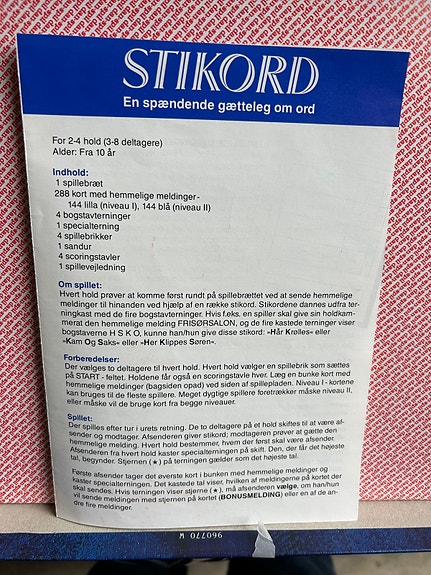 STIKORD
En spændende gætteleg om ord
For 2-4 hold (3-8 deltagere)
Alder: Fra 10 år
Indhold:
1 spillebræt
288 kort med hemmelige meldinger-
144 lilla (niveau I), 144 blå (niveau II)
4 bogstavterninger
1 specialterning
4 spillebrikker
1 sandur
4 scoringstavler
1 spillevejledning
Om spillet:
Hvert hold prøver at komme først rundt på spillebrættet ved at sende hemmelige
meldinger til hinanden ved hjælp af en række stikord. Stikordene dannes udfra ter-
ningkast med de fire bogstavterninger. Hvis f.eks. en spiller skal give sin holdkam-
merat den hemmelige melding FRISØRSALON, og de fire kastede terninger viser
bogstaverne H S K O, kunne han/hun give disse stikord: »Hår Krølles« eller
»Kam Og Saks« eller »Her Klippes Søren«.
Forberedelser:
Der vælges to deltagere til hvert hold. Hvert hold vælger en spillebrik som sættes
på START - feltet. Holdene får også en scoringstavle hver. Læg en bunke kort med
hemmelige meldinger (bagsiden opad) ved siden af spillepladen. Niveau I - kortene
kan bruges til de fleste spillere. Meget dygtige spillere foretrækker måske niveau II,
eller måske vil de bruge kort fra begge niveauer.
Spillet:
Der spilles efter tur i urets retning. De to deltagere på et hold skiftes til at være af-
sender og modtager. Afsenderen giver stikord; modtageren prøver at gætte den
hemmelige melding. Hvert hold bestemmer, hvem der først skal være afsender.
Afsenderen fra hvert hold kaster specialterningen på skift. Den, der får det højeste
tal, begynder. Stjernen (★) på terningen gælder som det højeste tal.
Første afsender tager det øverste kort i bunken med hemmelige meldinger og
kaster specialterningen. Det kastede tal viser, hvilken af meldingerne på kortet der
skal sendes. Hvis terningen viser stjerne (★), må afsenderen vælge, om han/hun
vil sende meldingen med stjernen på kortet (BONUSMELDING) eller en af de an-
dre fire meldinger.
960770 W